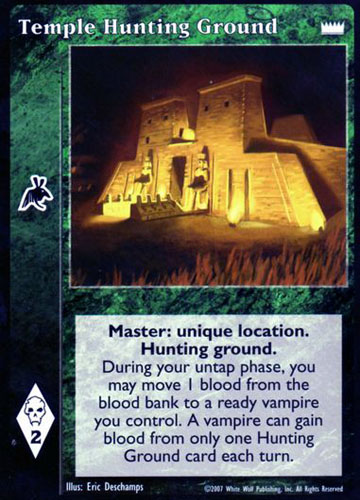 Temple Hunting Ground
Master: unique location.
Hunting ground.
During your untap phase, you
may move 1 blood from the
blood bank to a ready vampire
you control. A vampire can gain
blood from only one Hunting
Ground card each turn.
2
Illus: Eric Deschamps
©2007 White Wolf Publishing, Inc. All Rights Reserved